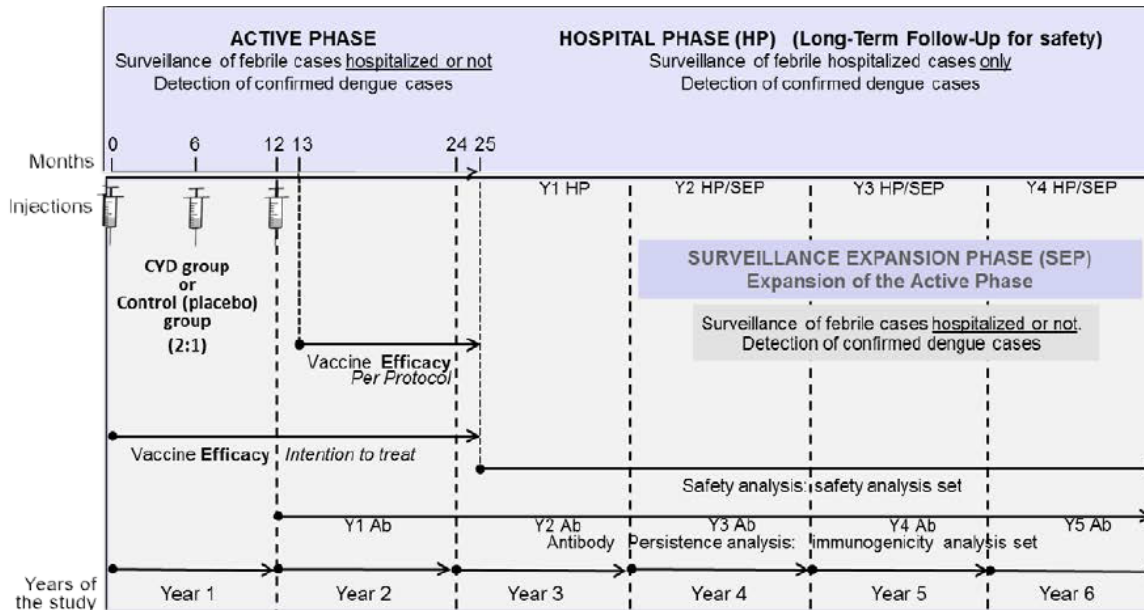 ACTIVE PHASE
Surveillance of febrile cases hospitalized or not
Detection of confirmed dengue cases
HOSPITAL PHASE (HP) (Long-Term Follow-Up for safety)
Surveillance of febrile hospitalized cases only
Detection of confirmed dengue cases
Months 0 6 12 13 24 25
Injections
Y1 HP Y2 HP/SEP Y3 HP/SEP Y4 HP/SEP
CYD group
or
Control (placebo)
group
(2:1)
SURVEILLANCE EXPANSION PHASE (SEP)
Expansion of the Active Phase
Surveillance of febrile cases hospitalized or not.
Detection of confirmed dengue cases
Vaccine Efficacy
Per Protocol
Vaccine Efficacy Intention to treat
Safety analysis: safety analysis set
Y1 Ab Y2 Ab Y3 Ab Y4 Ab Y5 Ab
Antibody Persistence analysis: immunogenicity analysis set
Years of
the study
Year 1 Year 2 Year 3 Year 4 Year 5 Year 6